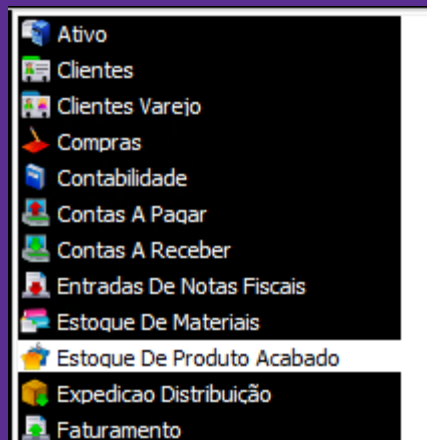 Ativo
Clientes
Clientes Varejo
Compras
Contabilidade
Contas A Pagar
Contas A Receber
Entradas De Notas Fiscais
Estoque De Materiais
Estoque De Produto Acabado
Expedicao Distribuição
Faturamento